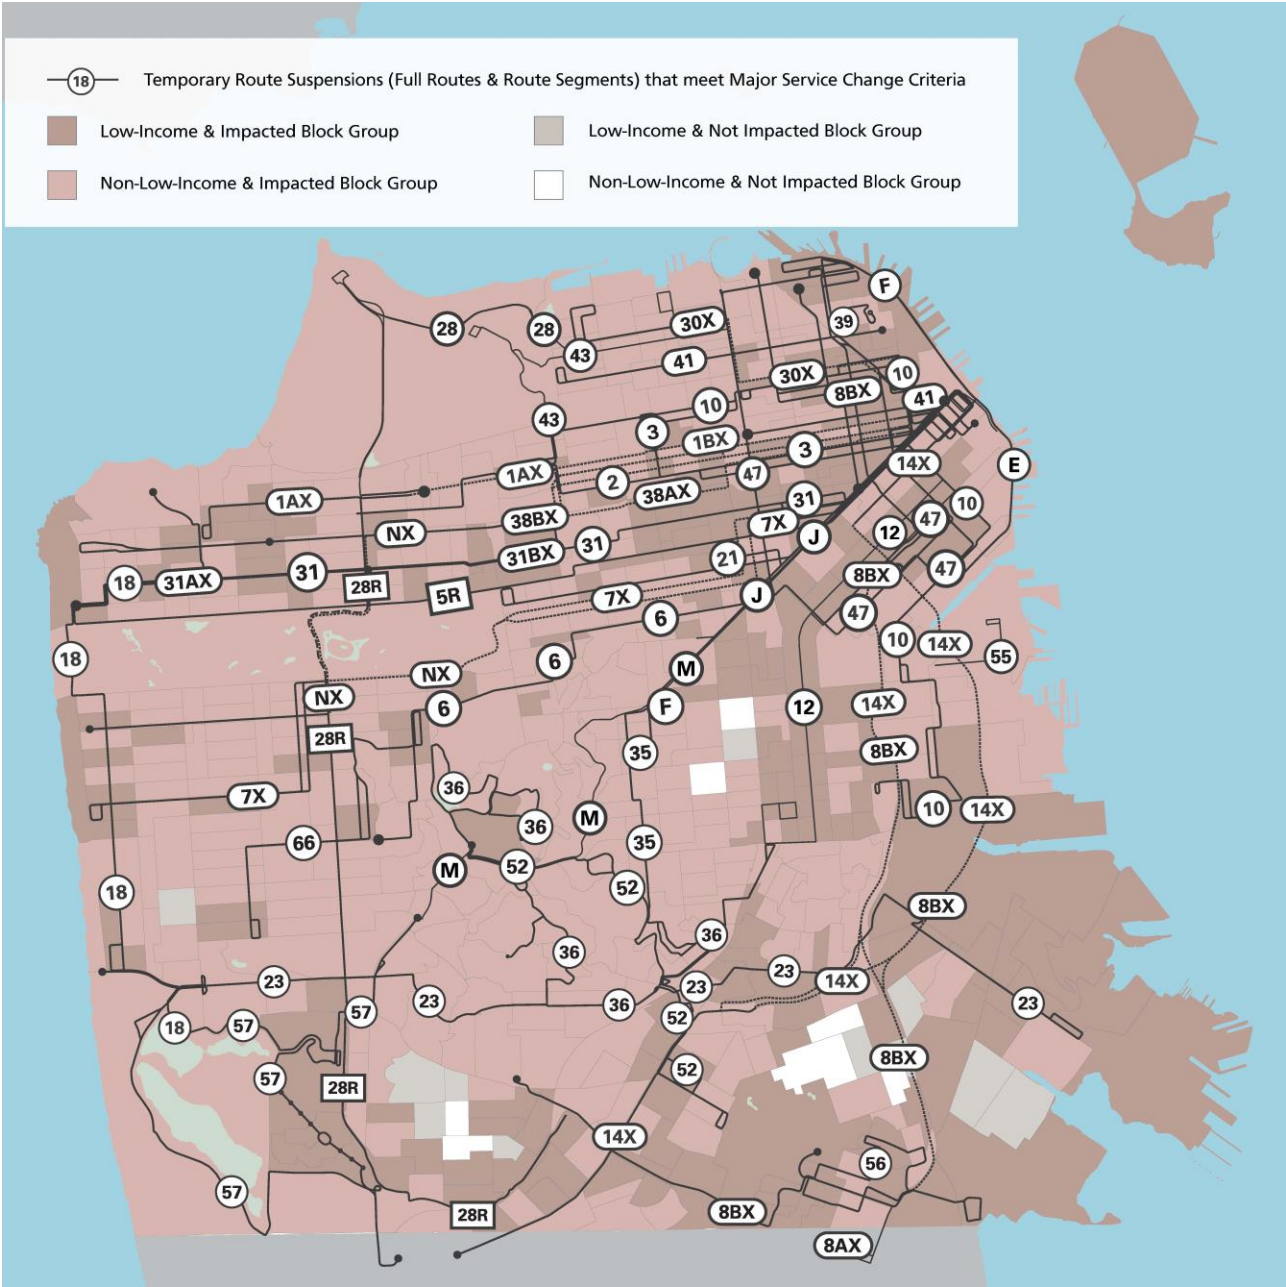 18 Temporary Route Suspensions (Full Routes & Route Segments) that meet Major Service Change Criteria
Low-Income & Impacted Block Group
Low-Income & Not Impacted Block Group
Non-Low-Income & Impacted Block Group
Non-Low-Income & Not Impacted Block Group
F
39
30X
28
28
43
41
30X
10
8BX
41
10
43
3
1BX
3
14X
E
1AX
47
1AX
2
38AX
31
10
38BX
7X
47
NX
12
J
31
31BX
21
31
18
31AX
28R
8BX
47
5R
7X
J
47
6
10
14X
55
18
6
M
NX
NX
6
F
12
14X
28R
35
8BX
36
7X
10
14X
M
36
66
35
M
52
52
18
8BX
36
36
23
23
14X
23
23
36
23
57
52
18
57
8BX
52
57
28R
14X
56
57
28R
8BX
8AX